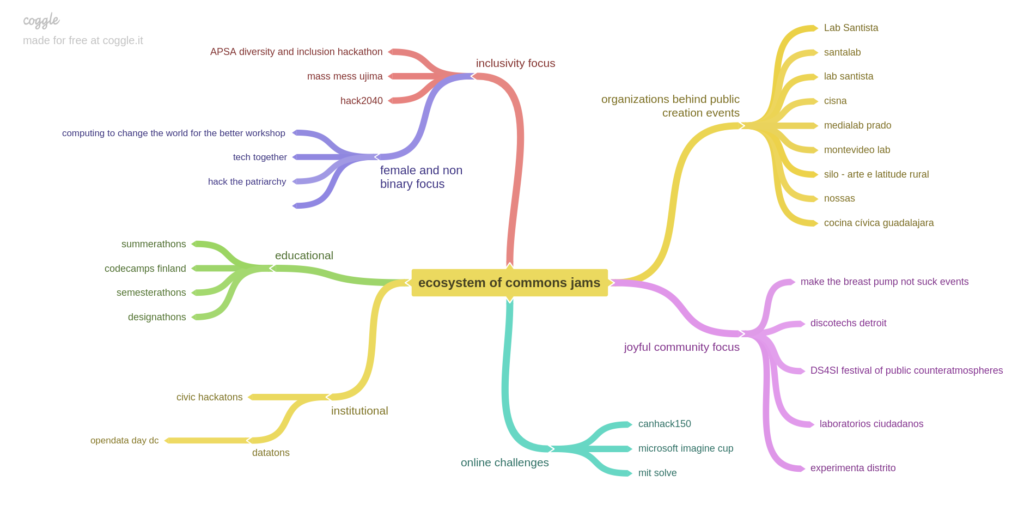 coggle
made for free at coggle.it
inclusivity focus
APSA diversity and inclusion hackathon
mass mess ujima
hack2040
female and non
binary focus
computing to change the world for the better workshop
tech together
hack the patriarchy
educational
summerathons
codecamps finland
semesterathons
designathons
ecosystem of commons jams
institutional
civic hackatons
datatons
opendata day dc
online challenges
canhack150
microsoft imagine cup
mit solve
organizations behind public
creation events
Lab Santista
santalab
lab santista
cisna
medialab prado
montevideo lab
silo - arte e latitude rural
nossas
cocina cívica guadalajara
joyful community focus
make the breast pump not suck events
discotechs detroit
DS4SI festival of public counteratmospheres
laboratorios ciudadanos
experimenta distrito